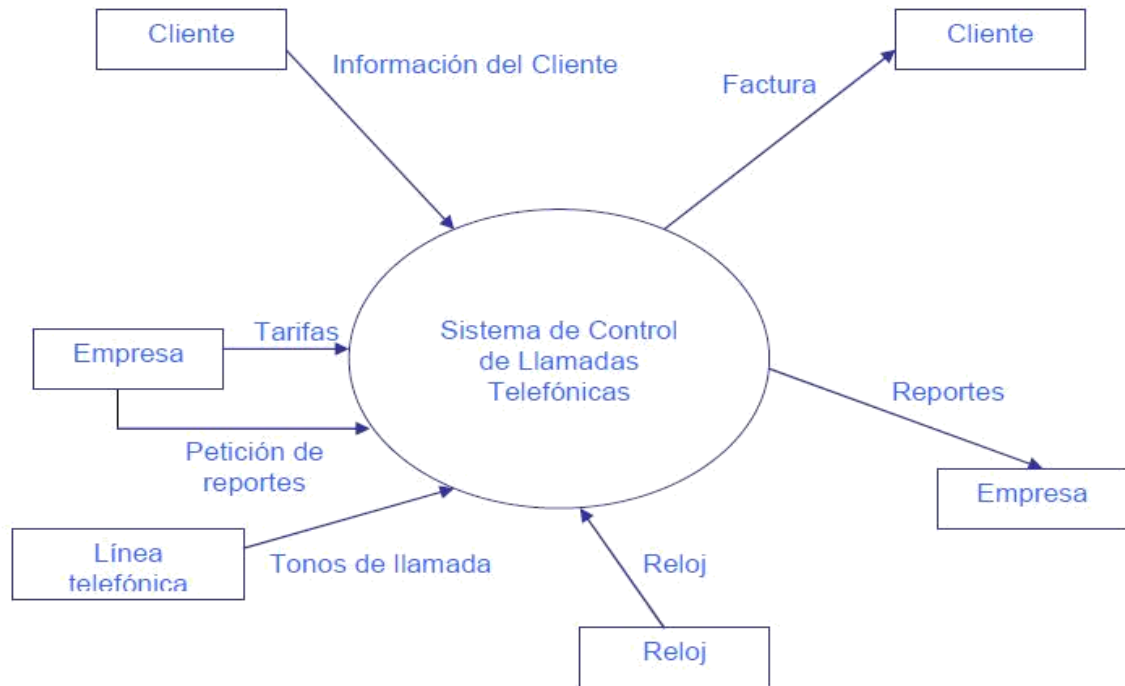 Cliente
Cliente
Información del Cliente
Factura
Sistema de Control
de Llamadas
Telefónicas
Tarifas
Empresa
Petición de
reportes
Reportes
Empresa
Línea
telefónica
Tonos de llamada
Reloj
Reloj